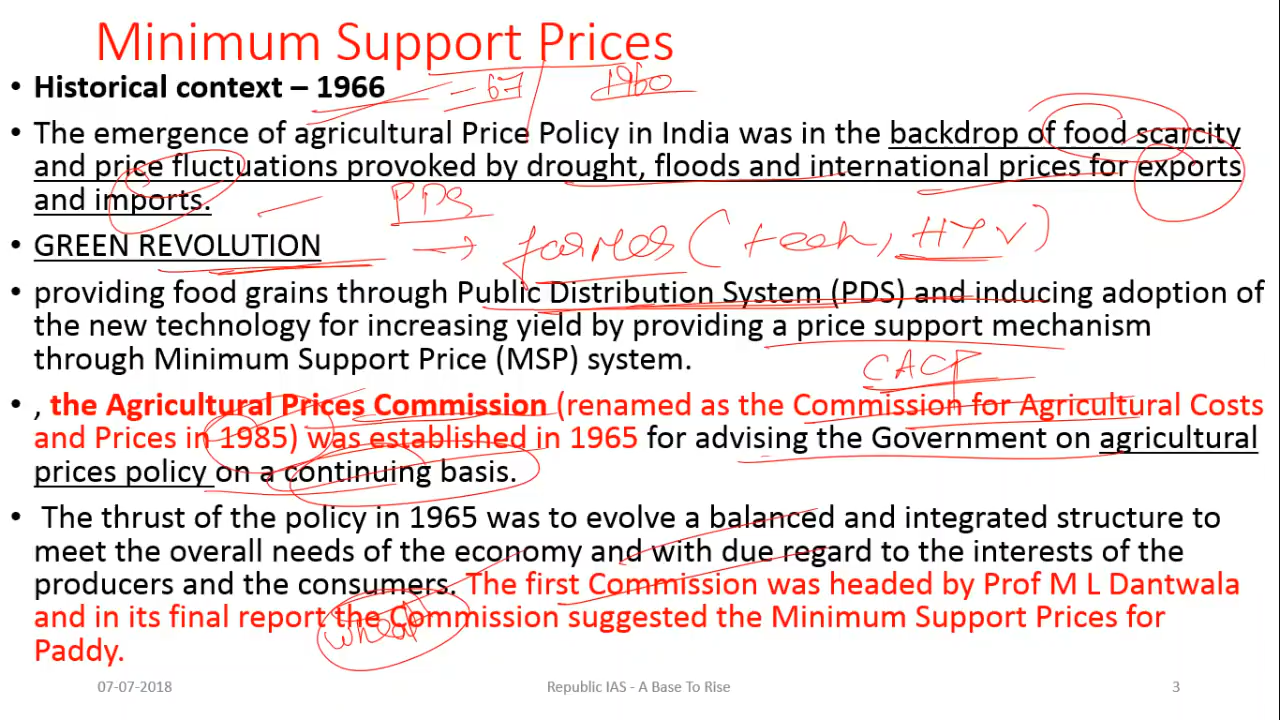 Minimum Support Prices
• Historical context – 1966 – 67 1960
• The emergence of agricultural Price Policy in India was in the backdrop of food scarcity
and price fluctuations provoked by drought, floods and international prices for exports
and imports.
PDS
• GREEN REVOLUTION → farmers (tech, HYV)
• providing food grains through Public Distribution System (PDS) and inducing adoption of
the new technology for increasing yield by providing a price support mechanism
through Minimum Support Price (MSP) system.
CACP
• , the Agricultural Prices Commission (renamed as the Commission for Agricultural Costs
and Prices in 1985) was established in 1965 for advising the Government on agricultural
prices policy on a continuing basis.
• The thrust of the policy in 1965 was to evolve a balanced and integrated structure to
meet the overall needs of the economy and with due regard to the interests of the
producers and the consumers. The first Commission was headed by Prof M L Dantwala
and in its final report the Commission suggested the Minimum Support Prices for
wheat
Paddy.
07-07-2018 Republic IAS - A Base To Rise 3